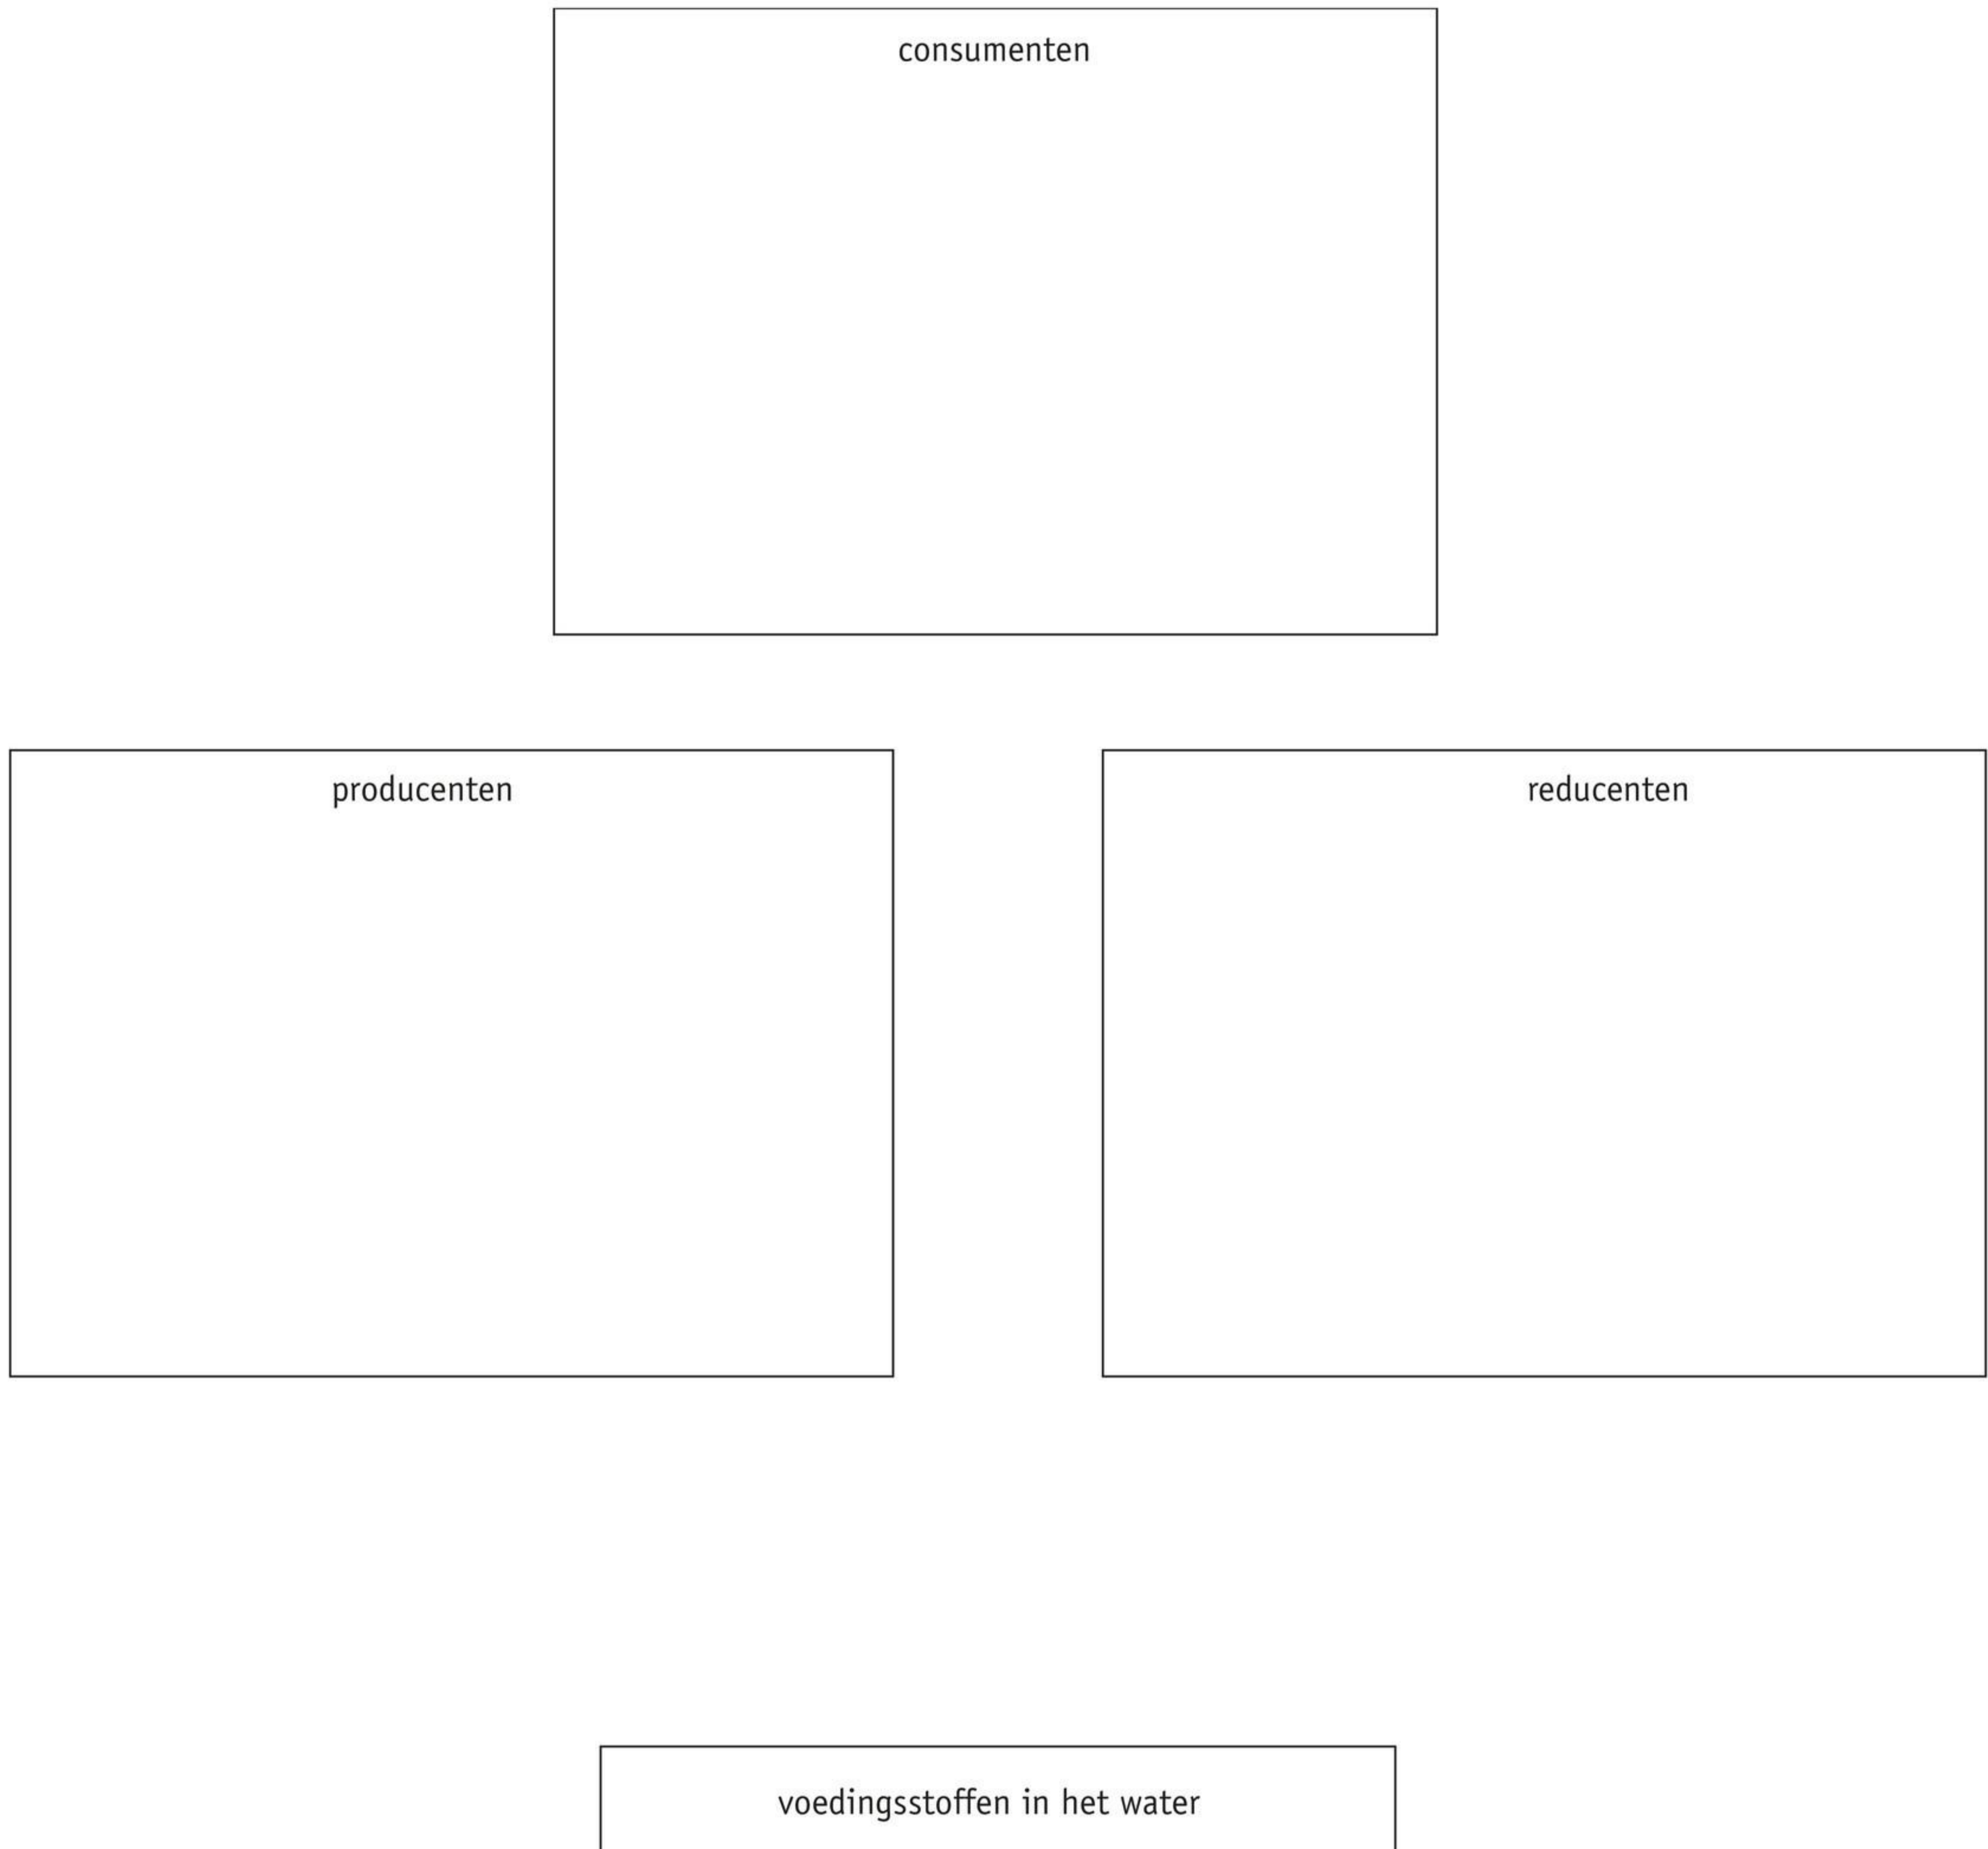 consumenten
producenten
reducenten
voedingsstoffen in het water